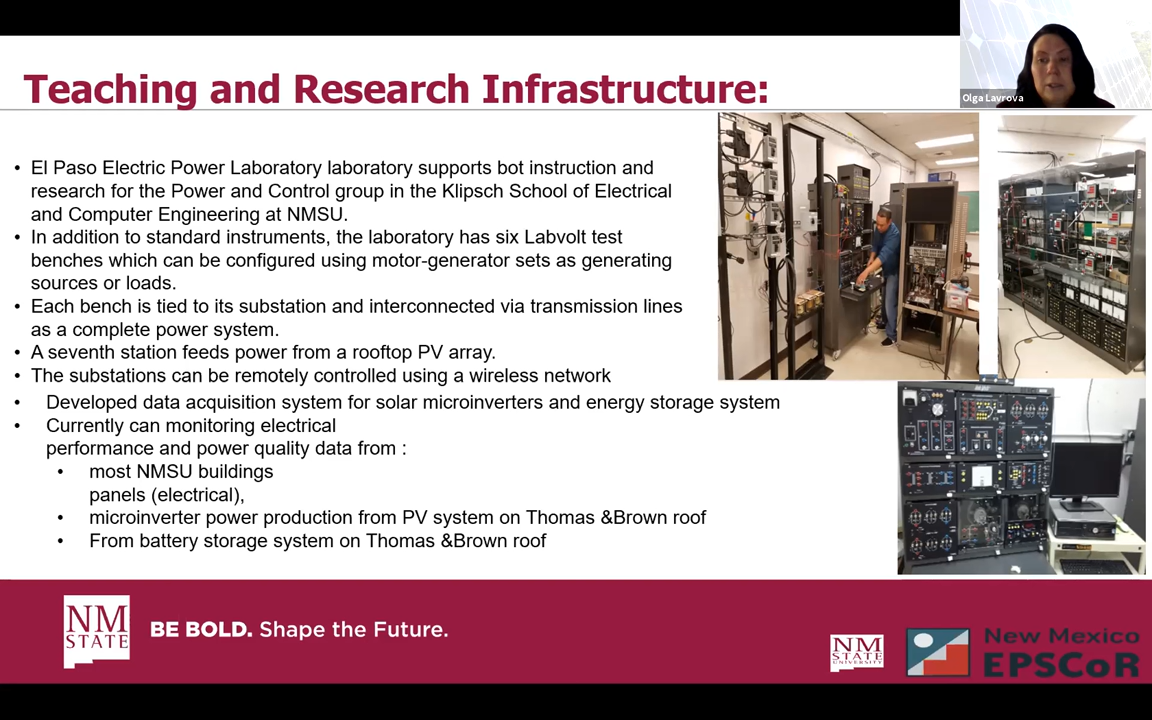 Olga Lavrova
Teaching and Research Infrastructure:
• El Paso Electric Power Laboratory laboratory supports bot instruction and
research for the Power and Control group in the Klipsch School of Electrical
and Computer Engineering at NMSU.
• In addition to standard instruments, the laboratory has six Labvolt test
benches which can be configured using motor-generator sets as generating
sources or loads.
• Each bench is tied to its substation and interconnected via transmission lines
as a complete power system.
• A seventh station feeds power from a rooftop PV array.
• The substations can be remotely controlled using a wireless network
• Developed data acquisition system for solar microinverters and energy storage system
• Currently can monitoring electrical
performance and power quality data from :
• most NMSU buildings
panels (electrical),
• microinverter power production from PV system on Thomas &Brown roof
• From battery storage system on Thomas &Brown roof
NM
STATE
BE BOLD. Shape the Future.
NM
STATE
UNIVERSITY
New Mexico
EPSCoR